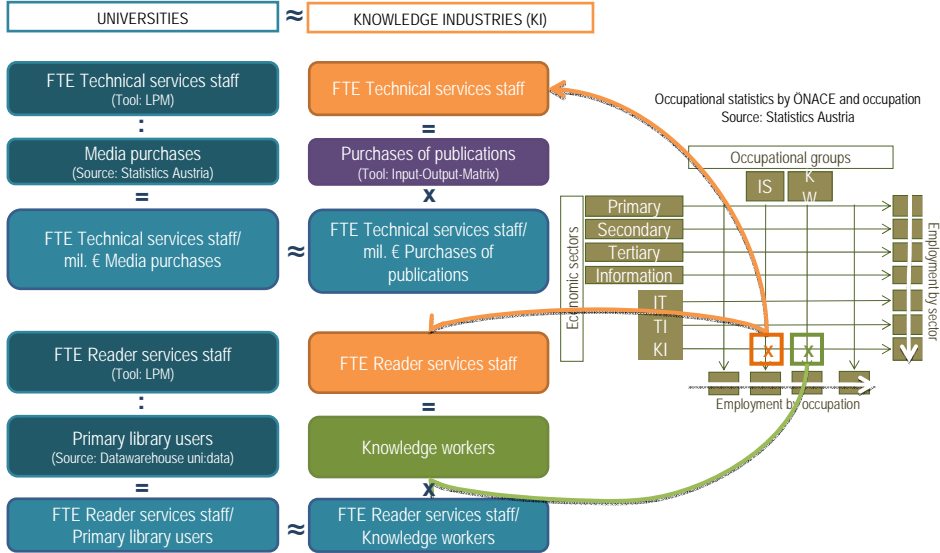 UNIVERSITIES
≈
KNOWLEDGE INDUSTRIES (KI)
FTE Technical services staff
(Tool: LPM)
:
Media purchases
(Source: Statistics Austria)
=
FTE Technical services staff/
mil. € Media purchases
≈
FTE Technical services staff
=
Purchases of publications
(Tool: Input-Output-Matrix)
x
FTE Technical services staff/
mil. € Purchases of
publications
FTE Reader services staff
(Tool: LPM)
:
Primary library users
(Source: Datawarehouse uni:data)
=
FTE Reader services staff/
Primary library users
≈
FTE Reader services staff
=
Knowledge workers
x
FTE Reader services staff/
Knowledge workers
Occupational statistics by ÖNACE and occupation
Source: Statistics Austria
Occupational groups
IS
K
W
Economic sectors
Primary
Secondary
Tertiary
Information
IT
TI
KI
x
x
Employment by sector
Employment by occupation